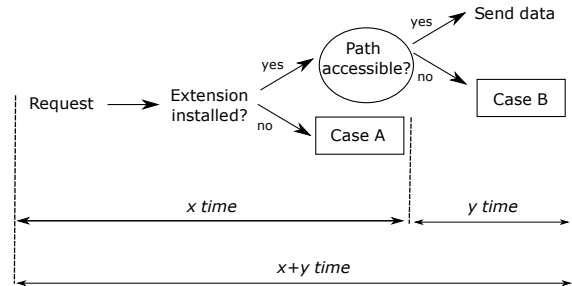 yes
Send data
Path
accessible?
yes
no
Case B
Request
Extension
installed?
no
Case A
x time
y time
x+y time